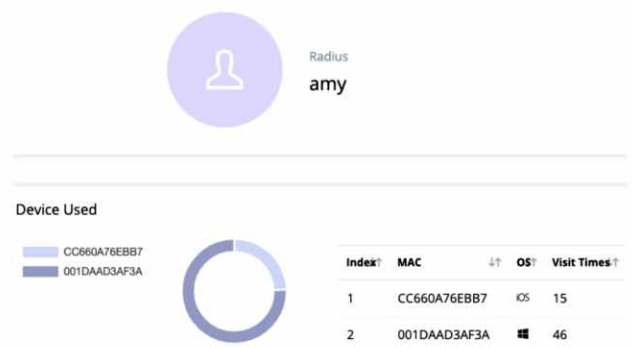 Radius
amy
Device Used
CC660A76EBB7
001DAAD3AF3A
Index↑ MAC ↓↑ OS↑ Visit Times↑
1 CC660A76EBB7 iOS 15
2 001DAAD3AF3A 46